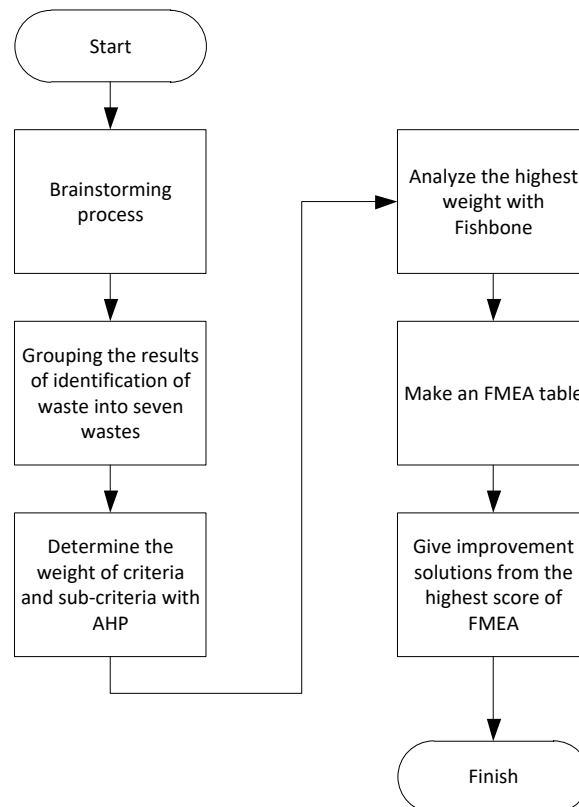 Start
Brainstorming
process
Grouping the results
of identification of
waste into seven
wastes
Determine the
weight of criteria
and sub-criteria with
AHP
Analyze the highest
weight with
Fishbone
Make an FMEA table
Give improvement
solutions from the
highest score of
FMEA
Finish